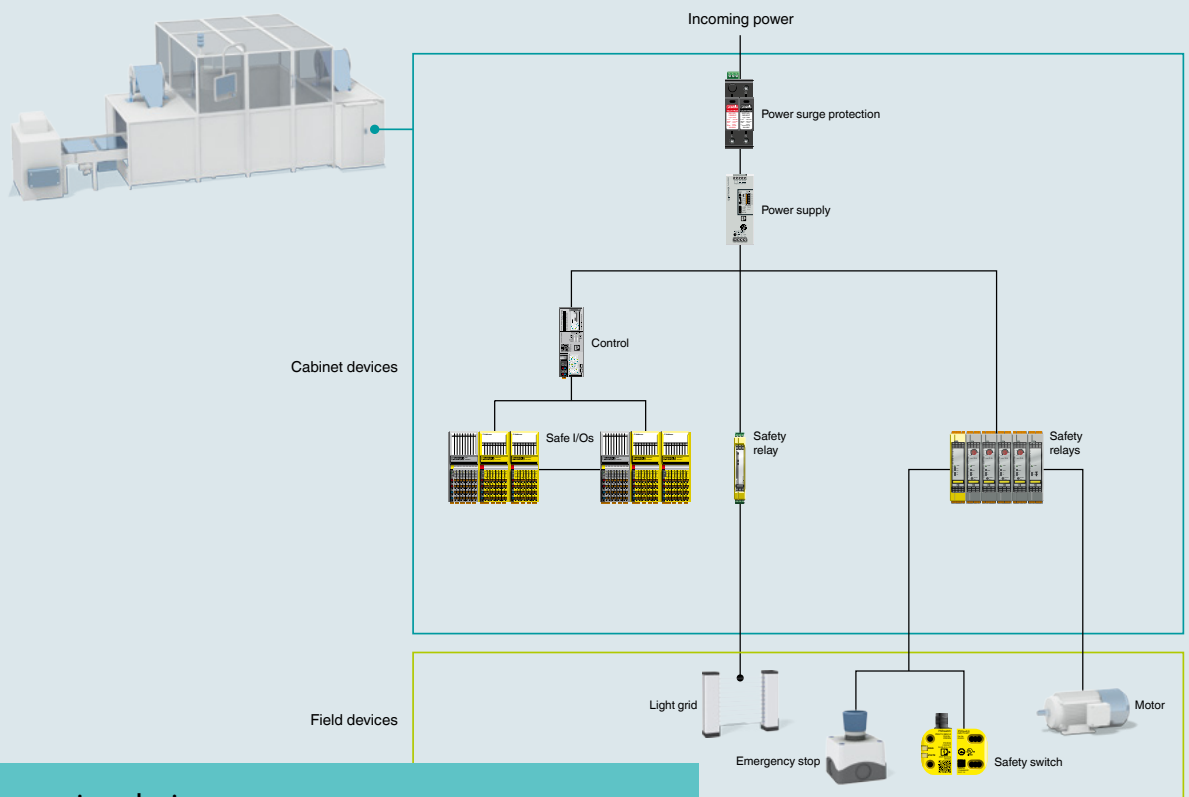 Incoming power
Power surge protection
Power supply
Control
Cabinet devices
Safe I/Os
Safety
relay
Safety
relays
Light grid
Field devices
Motor
Emergency stop
Safety switch